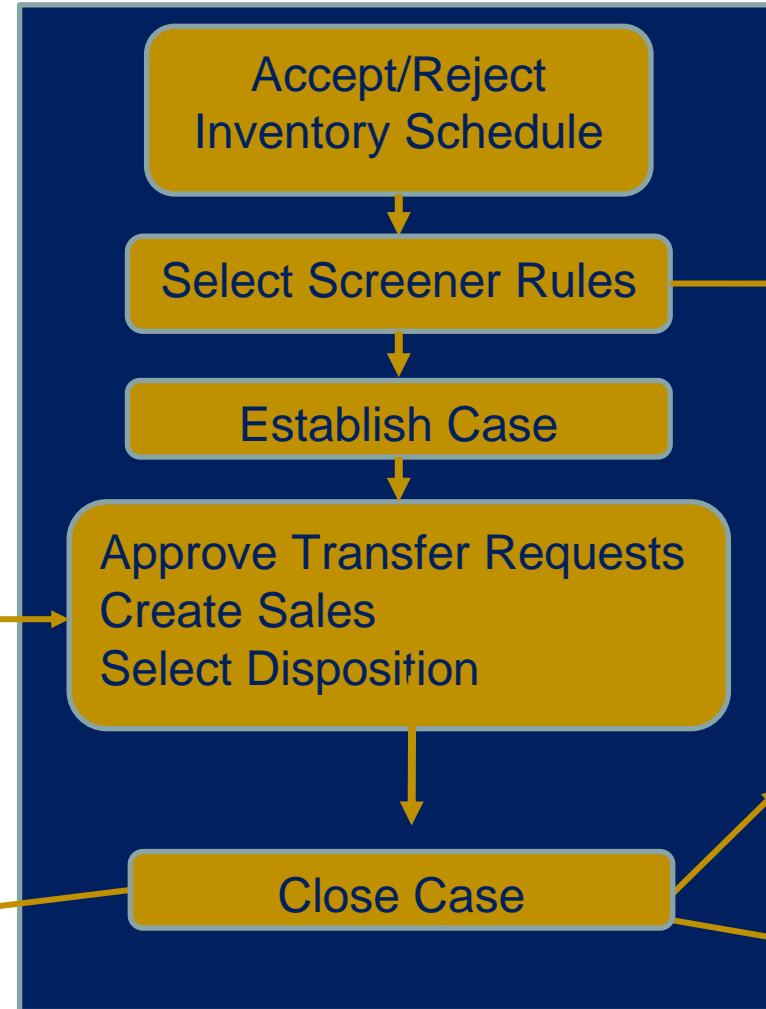 Accept/Reject
Inventory Schedule
Select Screener Rules
Establish Case
Approve Transfer Requests
Create Sales
Select Disposition
Close Case